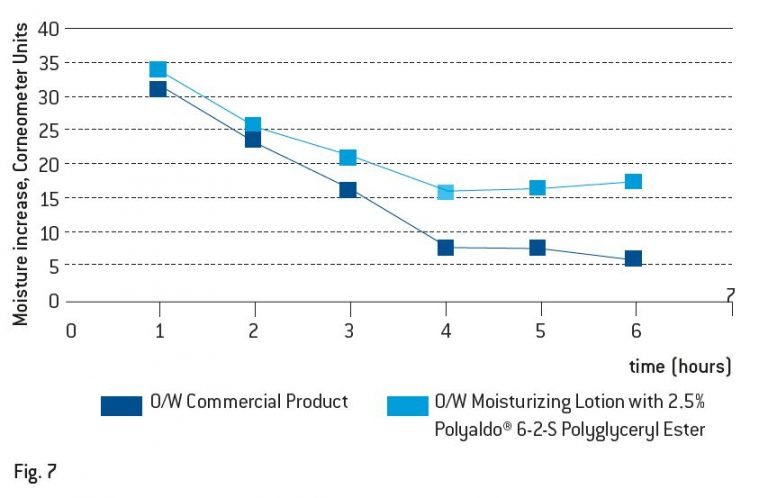 Moisture increase, Corneometer Units
40
35
30
25
20
15
10
5
0
0 1 2 3 4 5 6 7
time (hours)
O/W Commercial Product
O/W Moisturizing Lotion with 2.5%
Polyaldo® 6-2-S Polyglyceryl Ester
Fig. 7